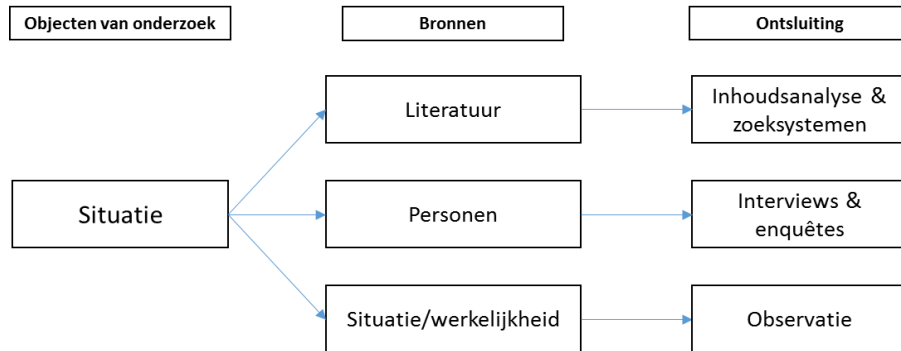 Objecten van onderzoek
Bronnen
Ontsluiting
Literatuur
Inhoudsanalyse &
zoeksystemen
Situatie
Personen
Interviews &
enquêtes
Situatie/werkelijkheid
Observatie